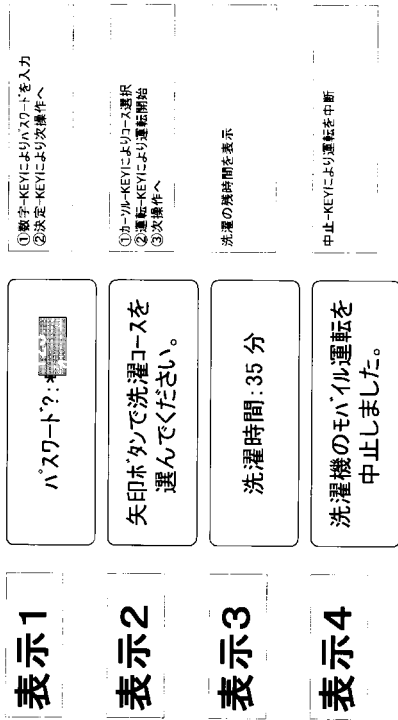 表示1
パスワード?:*
①数字-KEYによりパスワードを入力
②決定-KEYにより次操作へ
表示2
矢印ボタンで洗濯コースを
選んでください。
①カーソル-KEYによりコース選択
②運転-KEYにより運転開始
③次操作へ
表示3
洗濯時間:35 分
洗濯の残時間を表示
表示4
洗濯機のモバイル運転を
中止しました。
中止-KEYにより運転を中断